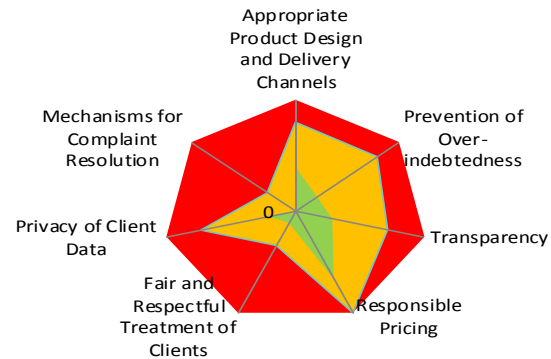 Appropriate
Product Design
and Delivery
Channels
Prevention of
Over-
indebtedness
Transparency
Responsible
Pricing
Fair and
Respectful
Treatment of
Clients
Privacy of Client
Data
Mechanisms for
Complaint
Resolution
0